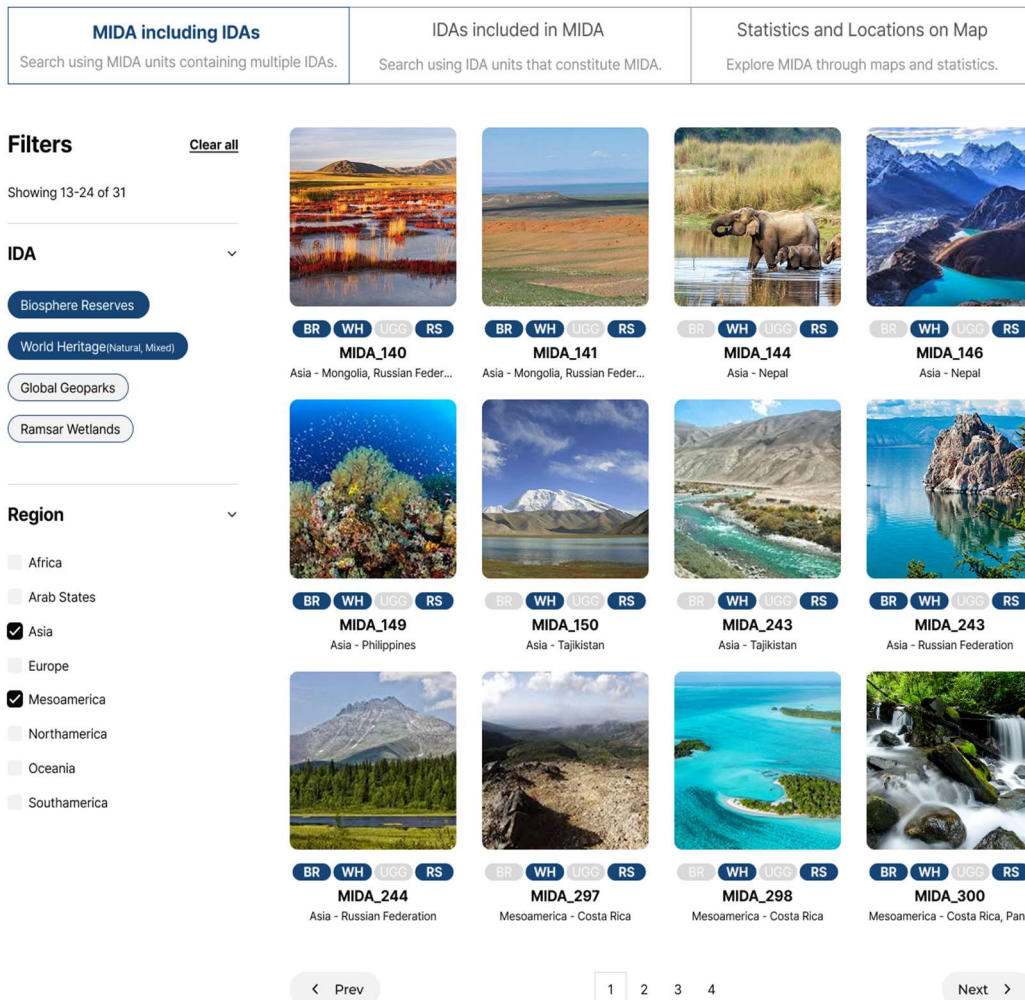 MIDA including IDAs
Search using MIDA units containing multiple IDAs.
IDAs included in MIDA
Search using IDA units that constitute MIDA.
Statistics and Locations on Map
Explore MIDA through maps and statistics.
Filters
Clear all
Showing 13-24 of 31
IDA
Biosphere Reserves
World Heritage(Natural, Mixed)
Global Geoparks
Ramsar Wetlands
Region
Africa
Arab States
Asia
Europe
Mesoamerica
Northamerica
Oceania
Southamerica
BR WH UGG RS
MIDA_140
Asia - Mongolia, Russian Feder...
BR WH UGG RS
MIDA_141
Asia - Mongolia, Russian Feder...
BR WH UGG RS
MIDA_144
Asia - Nepal
BR WH UGG RS
MIDA_146
Asia - Nepal
BR WH UGG RS
MIDA_149
Asia - Philippines
BR WH UGG RS
MIDA_150
Asia - Tajikistan
BR WH UGG RS
MIDA_243
Asia - Tajikistan
BR WH UGG RS
MIDA_243
Asia - Russian Federation
BR WH UGG RS
MIDA_244
Asia - Russian Federation
BR WH UGG RS
MIDA_297
Mesoamerica - Costa Rica
BR WH UGG RS
MIDA_298
Mesoamerica - Costa Rica
BR WH UGG RS
MIDA_300
Mesoamerica - Costa Rica, Pan
Prev
1 2 3 4
Next